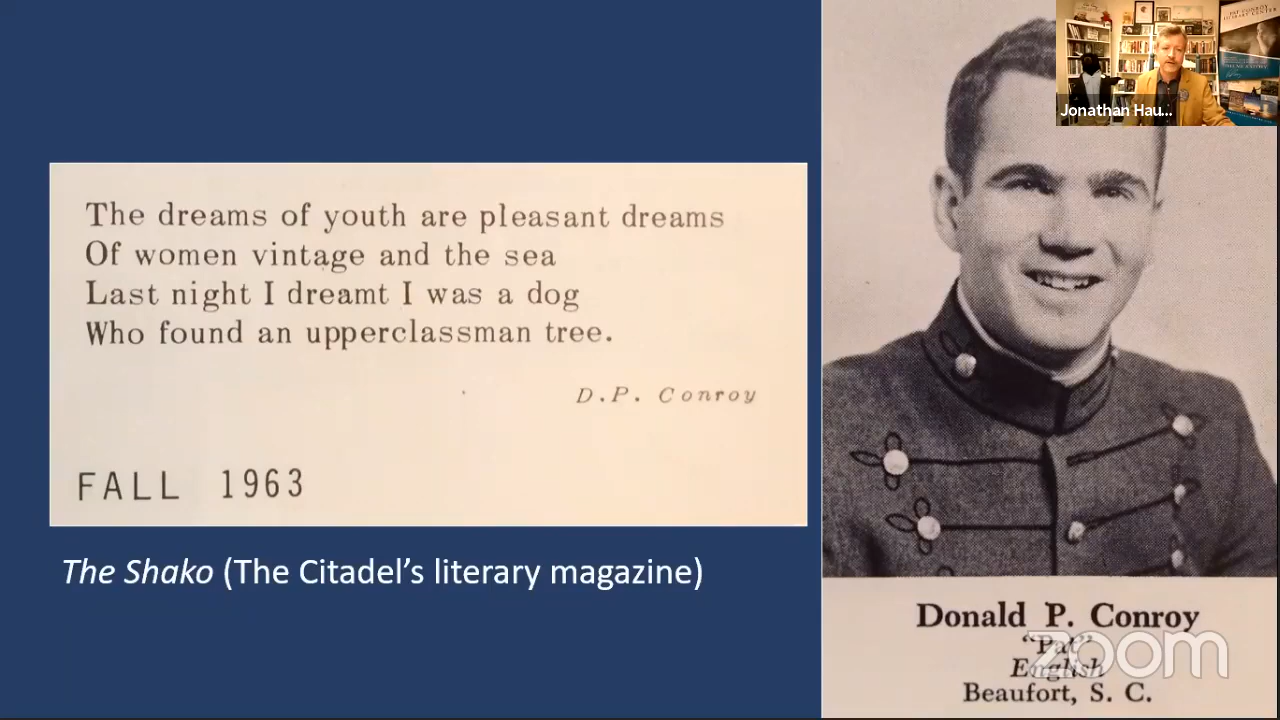 The dreams of youth are pleasant dreams
Of women vintage and the sea
Last night I dreamt I was a dog
Who found an upperclassman tree.
D.P. Conroy
FALL 1963
The Shako (The Citadel’s literary magazine)
Jonathan Hau...
Donald P. Conroy
“Pat”
English
Beaufort, S. C.
zoom